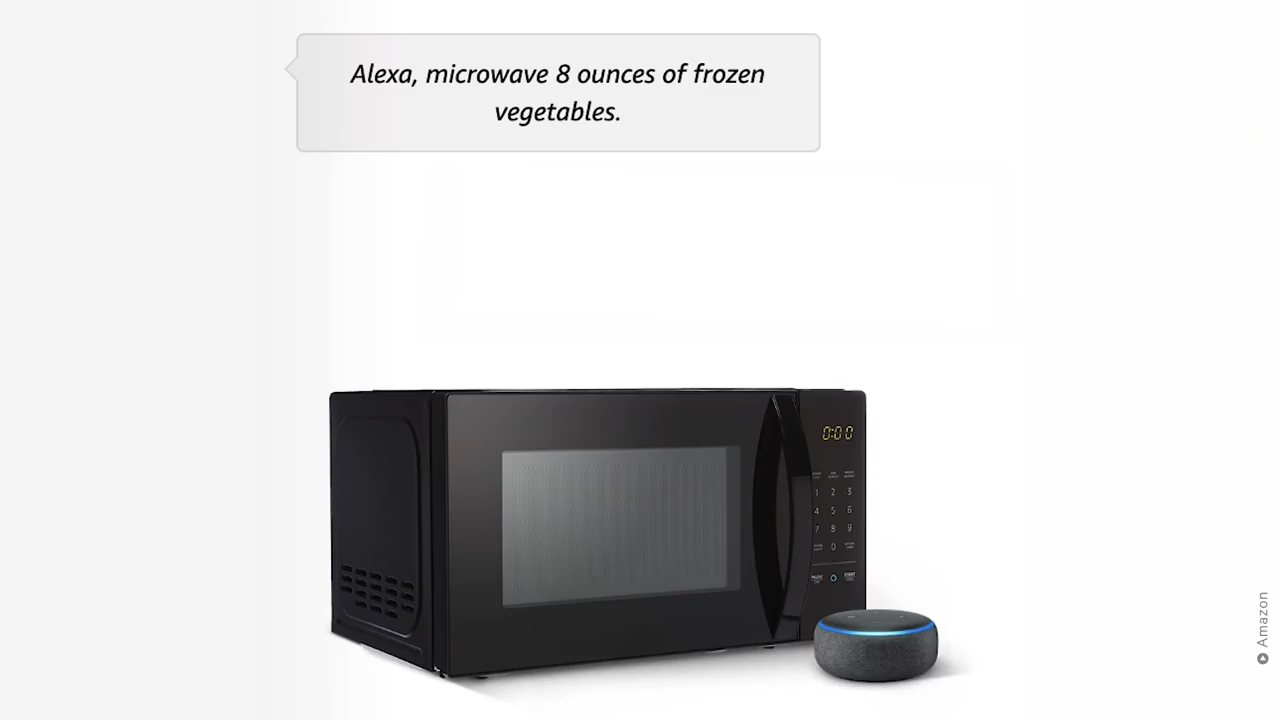 Alexa, microwave 8 ounces of frozen
vegetables.
0:00
1 2 3
4 5 6
7 8 9
0
Amazon